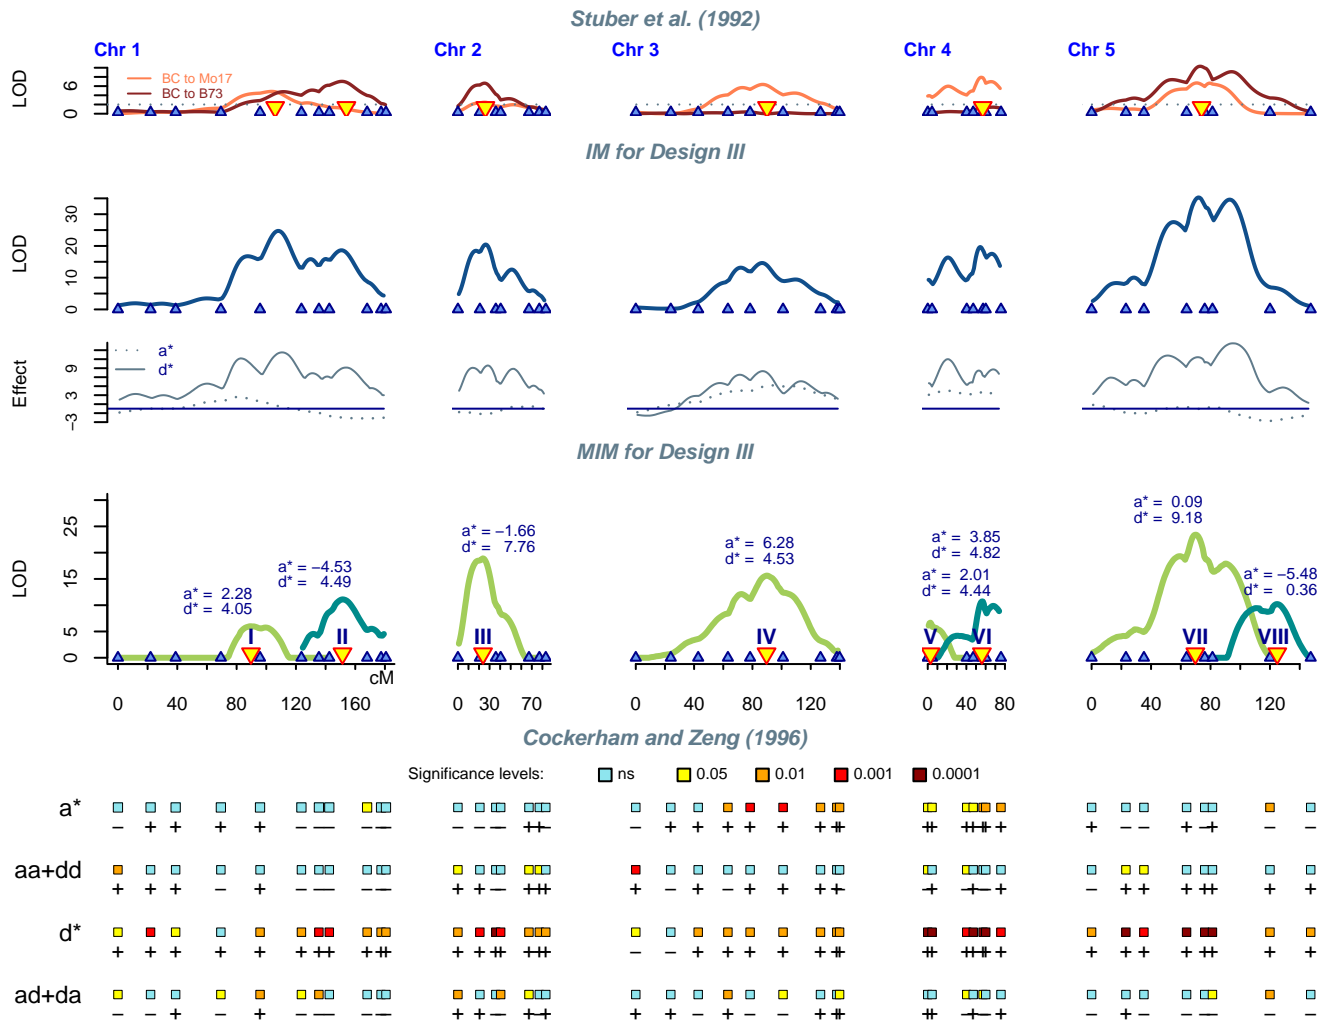 Stuber et al. (1992)
Chr 1 Chr 2 Chr 3 Chr 4 Chr 5
LOD
6
0
BC to Mo17
BC to B73
IM for Design III
LOD
30
20
10
0
Effect
9
3
−3
a*
d*
MIM for Design III
LOD
25
15
5
0
a* = 2.28
d* = 4.05
a* = −4.53
d* = 4.49
a* = −1.66
d* = 7.76
a* = 6.28
d* = 4.53
a* = 3.85
d* = 4.82
a* = 2.01
d* = 4.44
a* = 0.09
d* = 9.18
a* = −5.48
d* = 0.36
I II III IV V VI VII VIII
cM
0 40 80 120 160 0 30 70 0 40 80 120 0 40 80 0 40 80 120
Cockerham and Zeng (1996)
Significance levels: ns 0.05 0.01 0.001 0.0001
a*
aa+dd
d*
ad+da